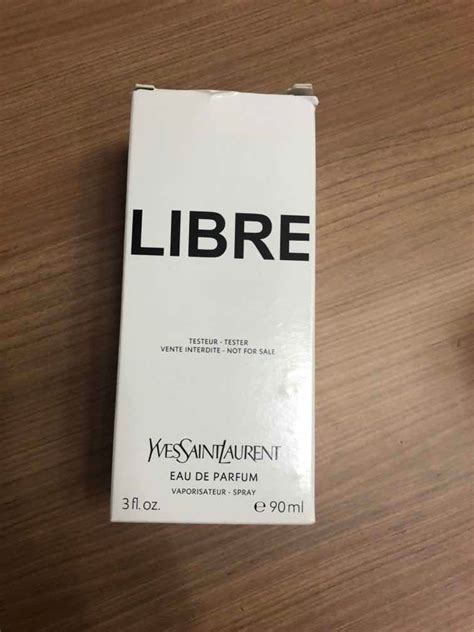 LIBRE
TESTEUR - TESTER
VENTE INTERDITE - NOT FOR SALE
YVESSAINTLAURENT
EAU DE PARFUM
VAPORISATEUR - SPRAY
3 fl. oz. ℮ 90 ml